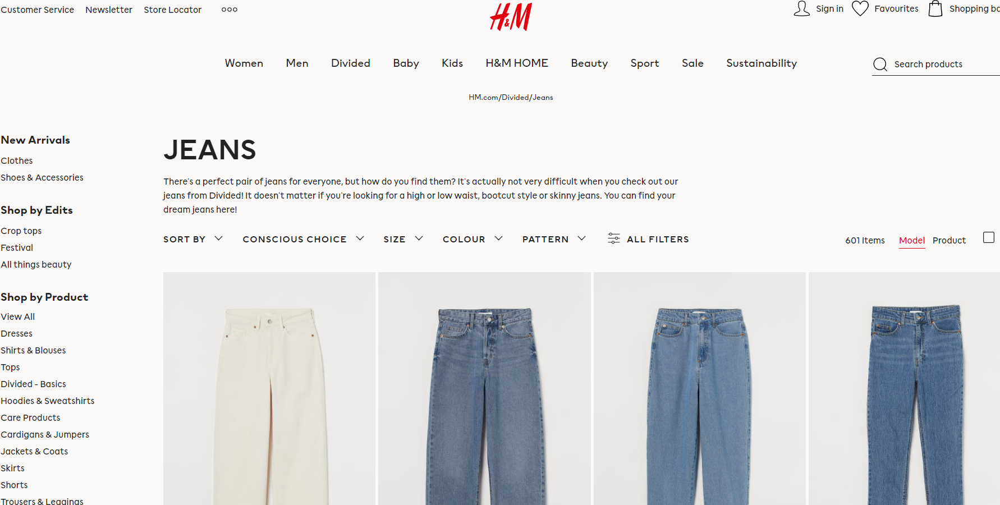 Customer Service Newsletter Store Locator
H&M
Sign in Favourites Shopping
Women Men Divided Baby Kids H&M HOME Beauty Sport Sale Sustainability
Search products
HM.com/Divided/Jeans
New Arrivals
Clothes
Shoes & Accessories
Shop by Edits
Crop tops
Festival
All things beauty
Shop by Product
View All
Dresses
Shirts & Blouses
Tops
Divided - Basics
Hoodies & Sweatshirts
Care Products
Cardigans & Jumpers
Jackets & Coats
Skirts
Shorts
Trousers & Leggings
JEANS
There's a perfect pair of jeans for everyone, but how do you find them? It's actually not very difficult when you check out our
jeans from Divided! It doesn't matter if you're looking for a high or low waist, bootcut style or skinny jeans. You can find your
dream jeans here!
SORT BY CONSCIOUS CHOICE SIZE COLOUR PATTERN ALL FILTERS
601 Items Model Product